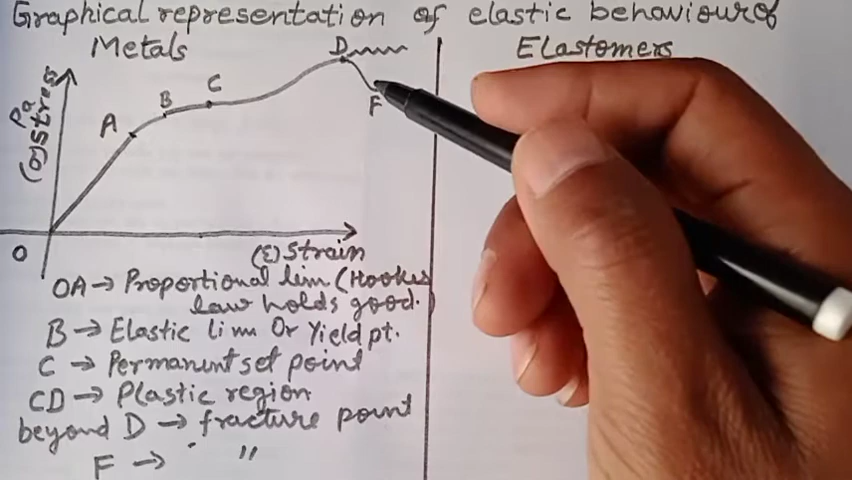 Graphical representation of elastic behaviour of
Metals
Elastomers
D
C
B
A
F
Pa
(σ) Stress
O
(ε) Strain
OA → Proportional lim (Hookes
law holds good.)
B → Elastic lim Or Yield pt.
C → Permanent set point
CD → Plastic region
beyond D → fracture point
F → " "